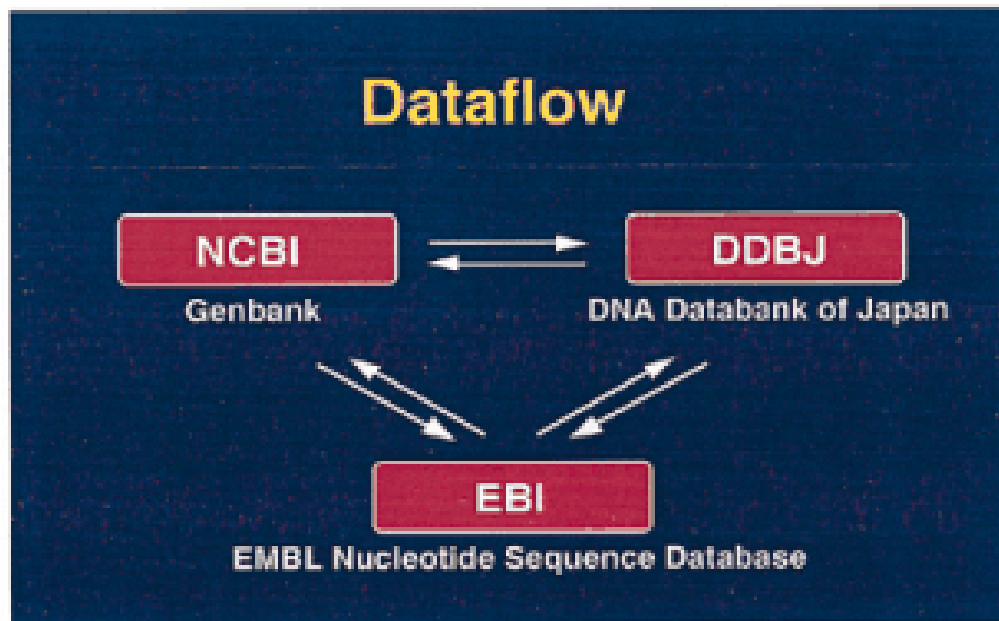 Dataflow
NCBI
DDBJ
Genbank
DNA Databank of Japan
EBI
EMBL Nucleotide Sequence Database